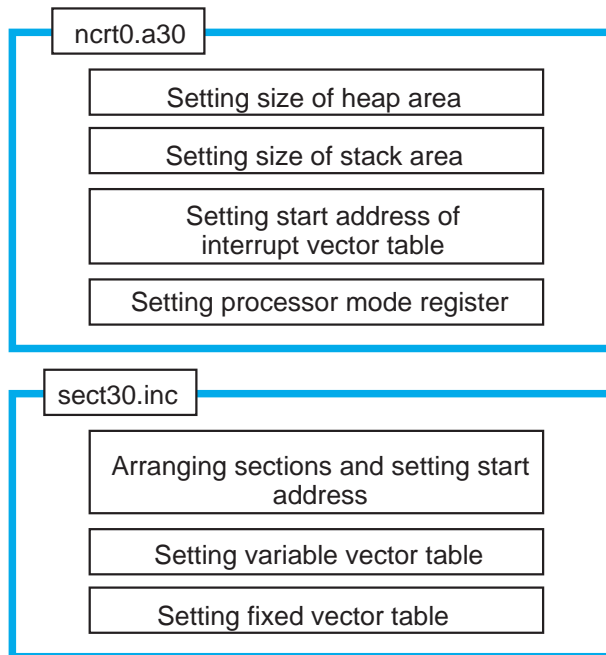 ncrt0.a30
Setting size of heap area
Setting size of stack area
Setting start address of
interrupt vector table
Setting processor mode register
sect30.inc
Arranging sections and setting start
address
Setting variable vector table
Setting fixed vector table